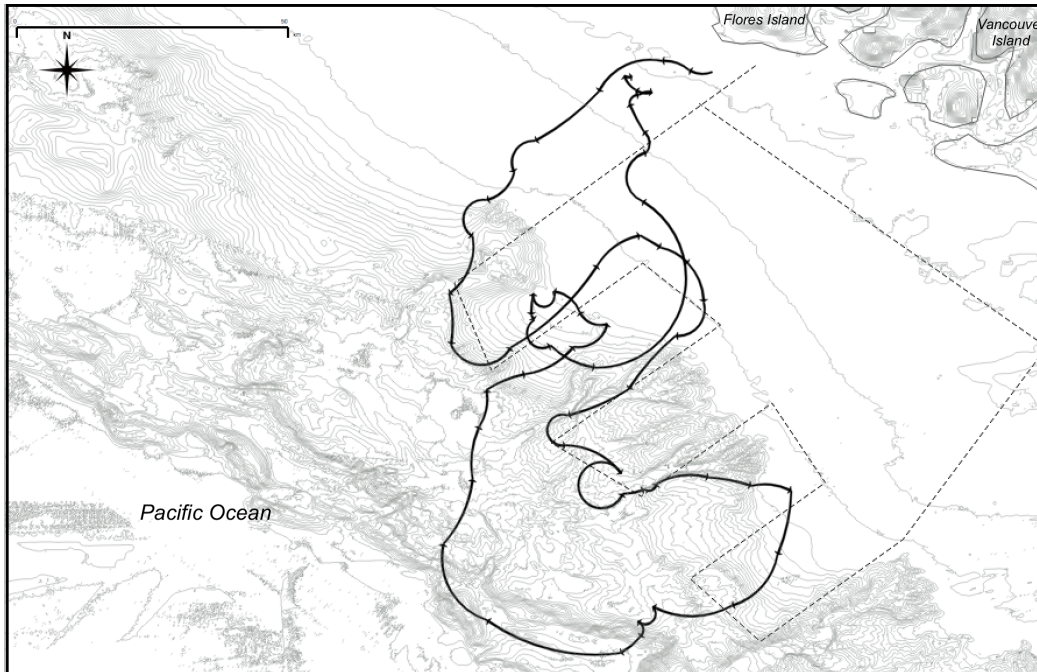 Flores Island
Vancouve
Island
0
50
km
N
Pacific Ocean